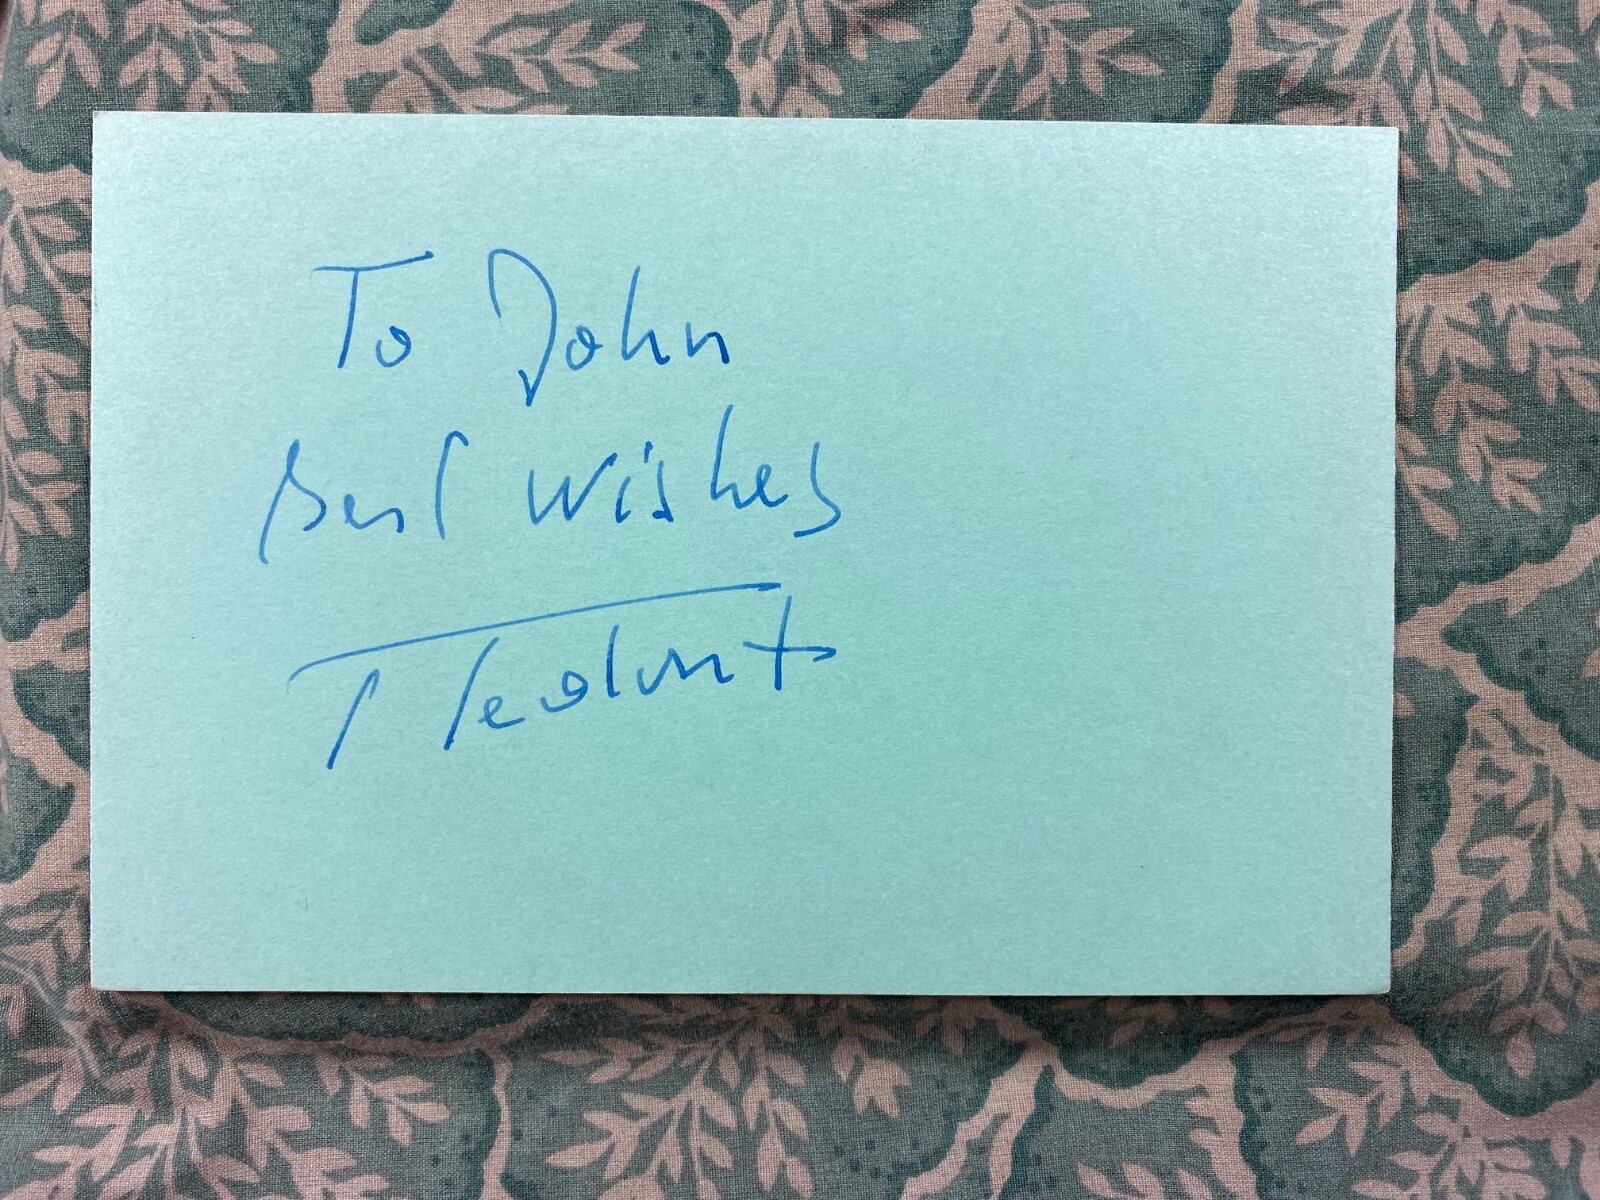 To John
Best Wishes